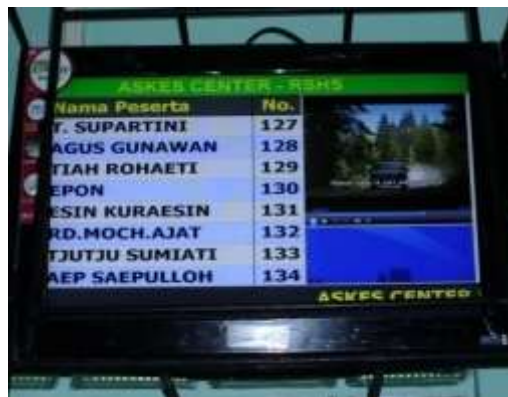 ASKES CENTER - RSHS
Nama Peserta No.
T. SUPARTINI 127
AGUS GUNAWAN 128
TIAH ROHAETI 129
EPON 130
ESIN KURAESIN 131
RD.MOCH.AJAT 132
TJUTJU SUMIATI 133
AEP SAEPULLOH 134
ASKES CENTER